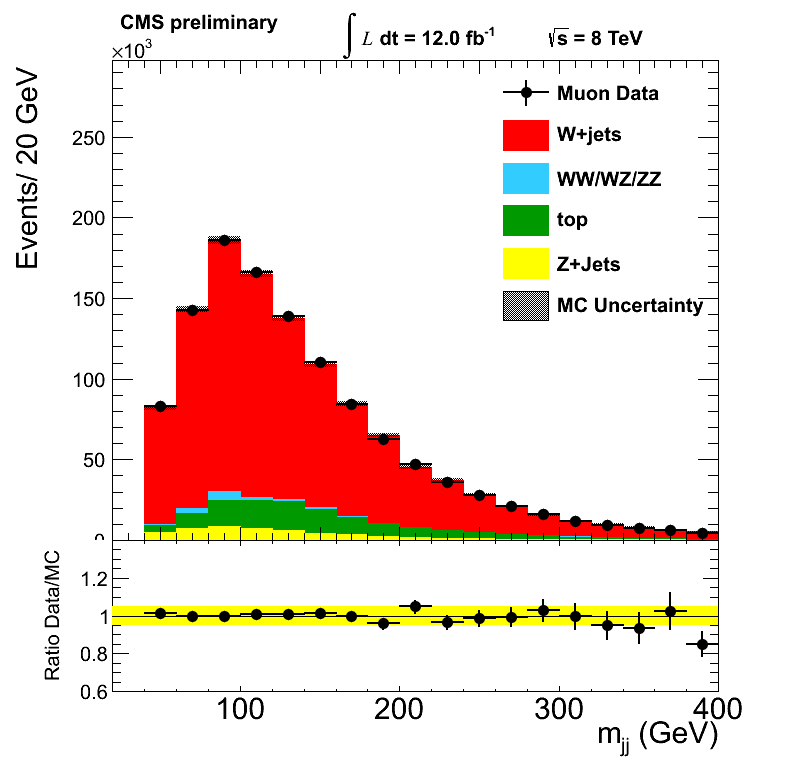 CMS preliminary
∫ L dt = 12.0 fb-1
√s = 8 TeV
×103
Events/ 20 GeV
250
200
150
100
50
0
Muon Data
W+jets
WW/WZ/ZZ
top
Z+Jets
MC Uncertainty
Ratio Data/MC
1.2
1
0.8
0.6
100 200 300 400
mjj (GeV)